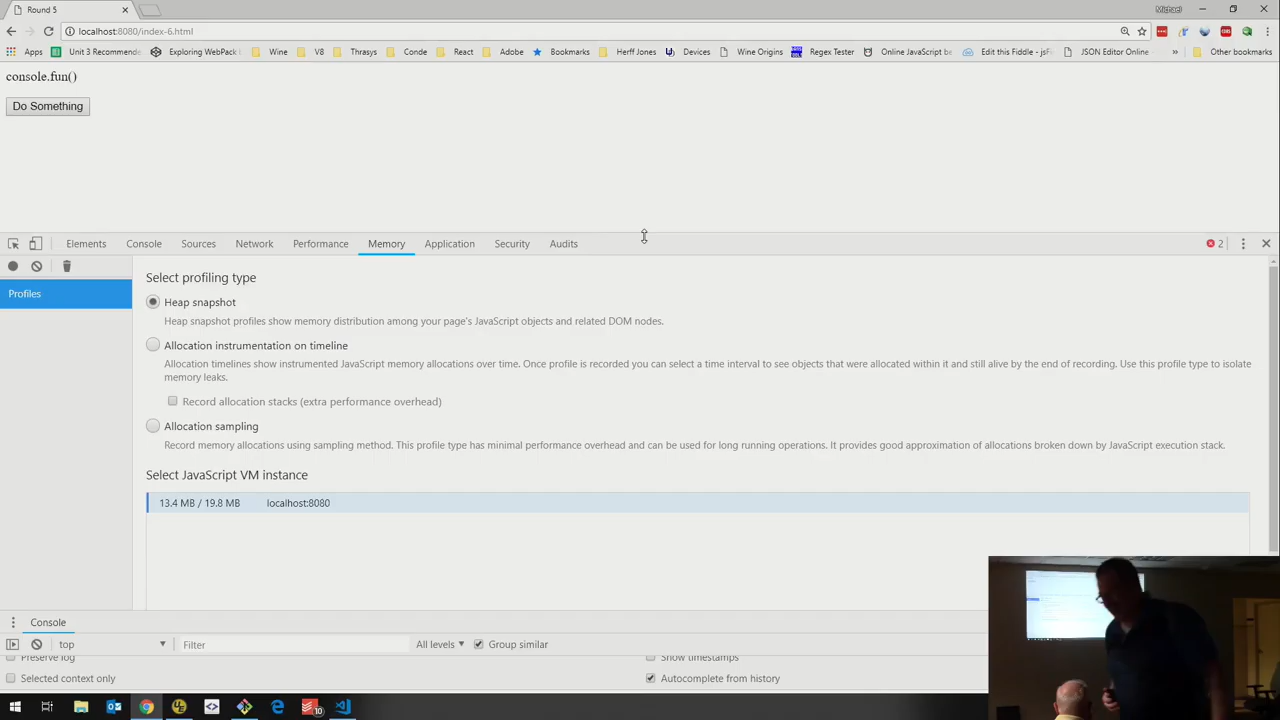 Round 5
Michael
localhost:8080/index-6.html
Apps Unit 3 Recommende Exploring WebPack Wine V8 Thrasys Conde React Adobe Bookmarks Herff Jones Devices Wine Origins Regex Tester Online JavaScript be Edit this Fiddle - jsFi JSON Editor Online » Other bookmarks
console.fun()
Do Something
Elements Console Sources Network Performance Memory Application Security Audits 2
Profiles
Select profiling type
Heap snapshot
Heap snapshot profiles show memory distribution among your page's JavaScript objects and related DOM nodes.
Allocation instrumentation on timeline
Allocation timelines show instrumented JavaScript memory allocations over time. Once profile is recorded you can select a time interval to see objects that were allocated within it and still alive by the end of recording. Use this profile type to isolate
memory leaks.
Record allocation stacks (extra performance overhead)
Allocation sampling
Record memory allocations using sampling method. This profile type has minimal performance overhead and can be used for long running operations. It provides good approximation of allocations broken down by JavaScript execution stack.
Select JavaScript VM instance
13.4 MB / 19.8 MB localhost:8080
Console
top Filter All levels Group similar
Preserve log Show timestamps
Selected context only Autocomplete from history
10